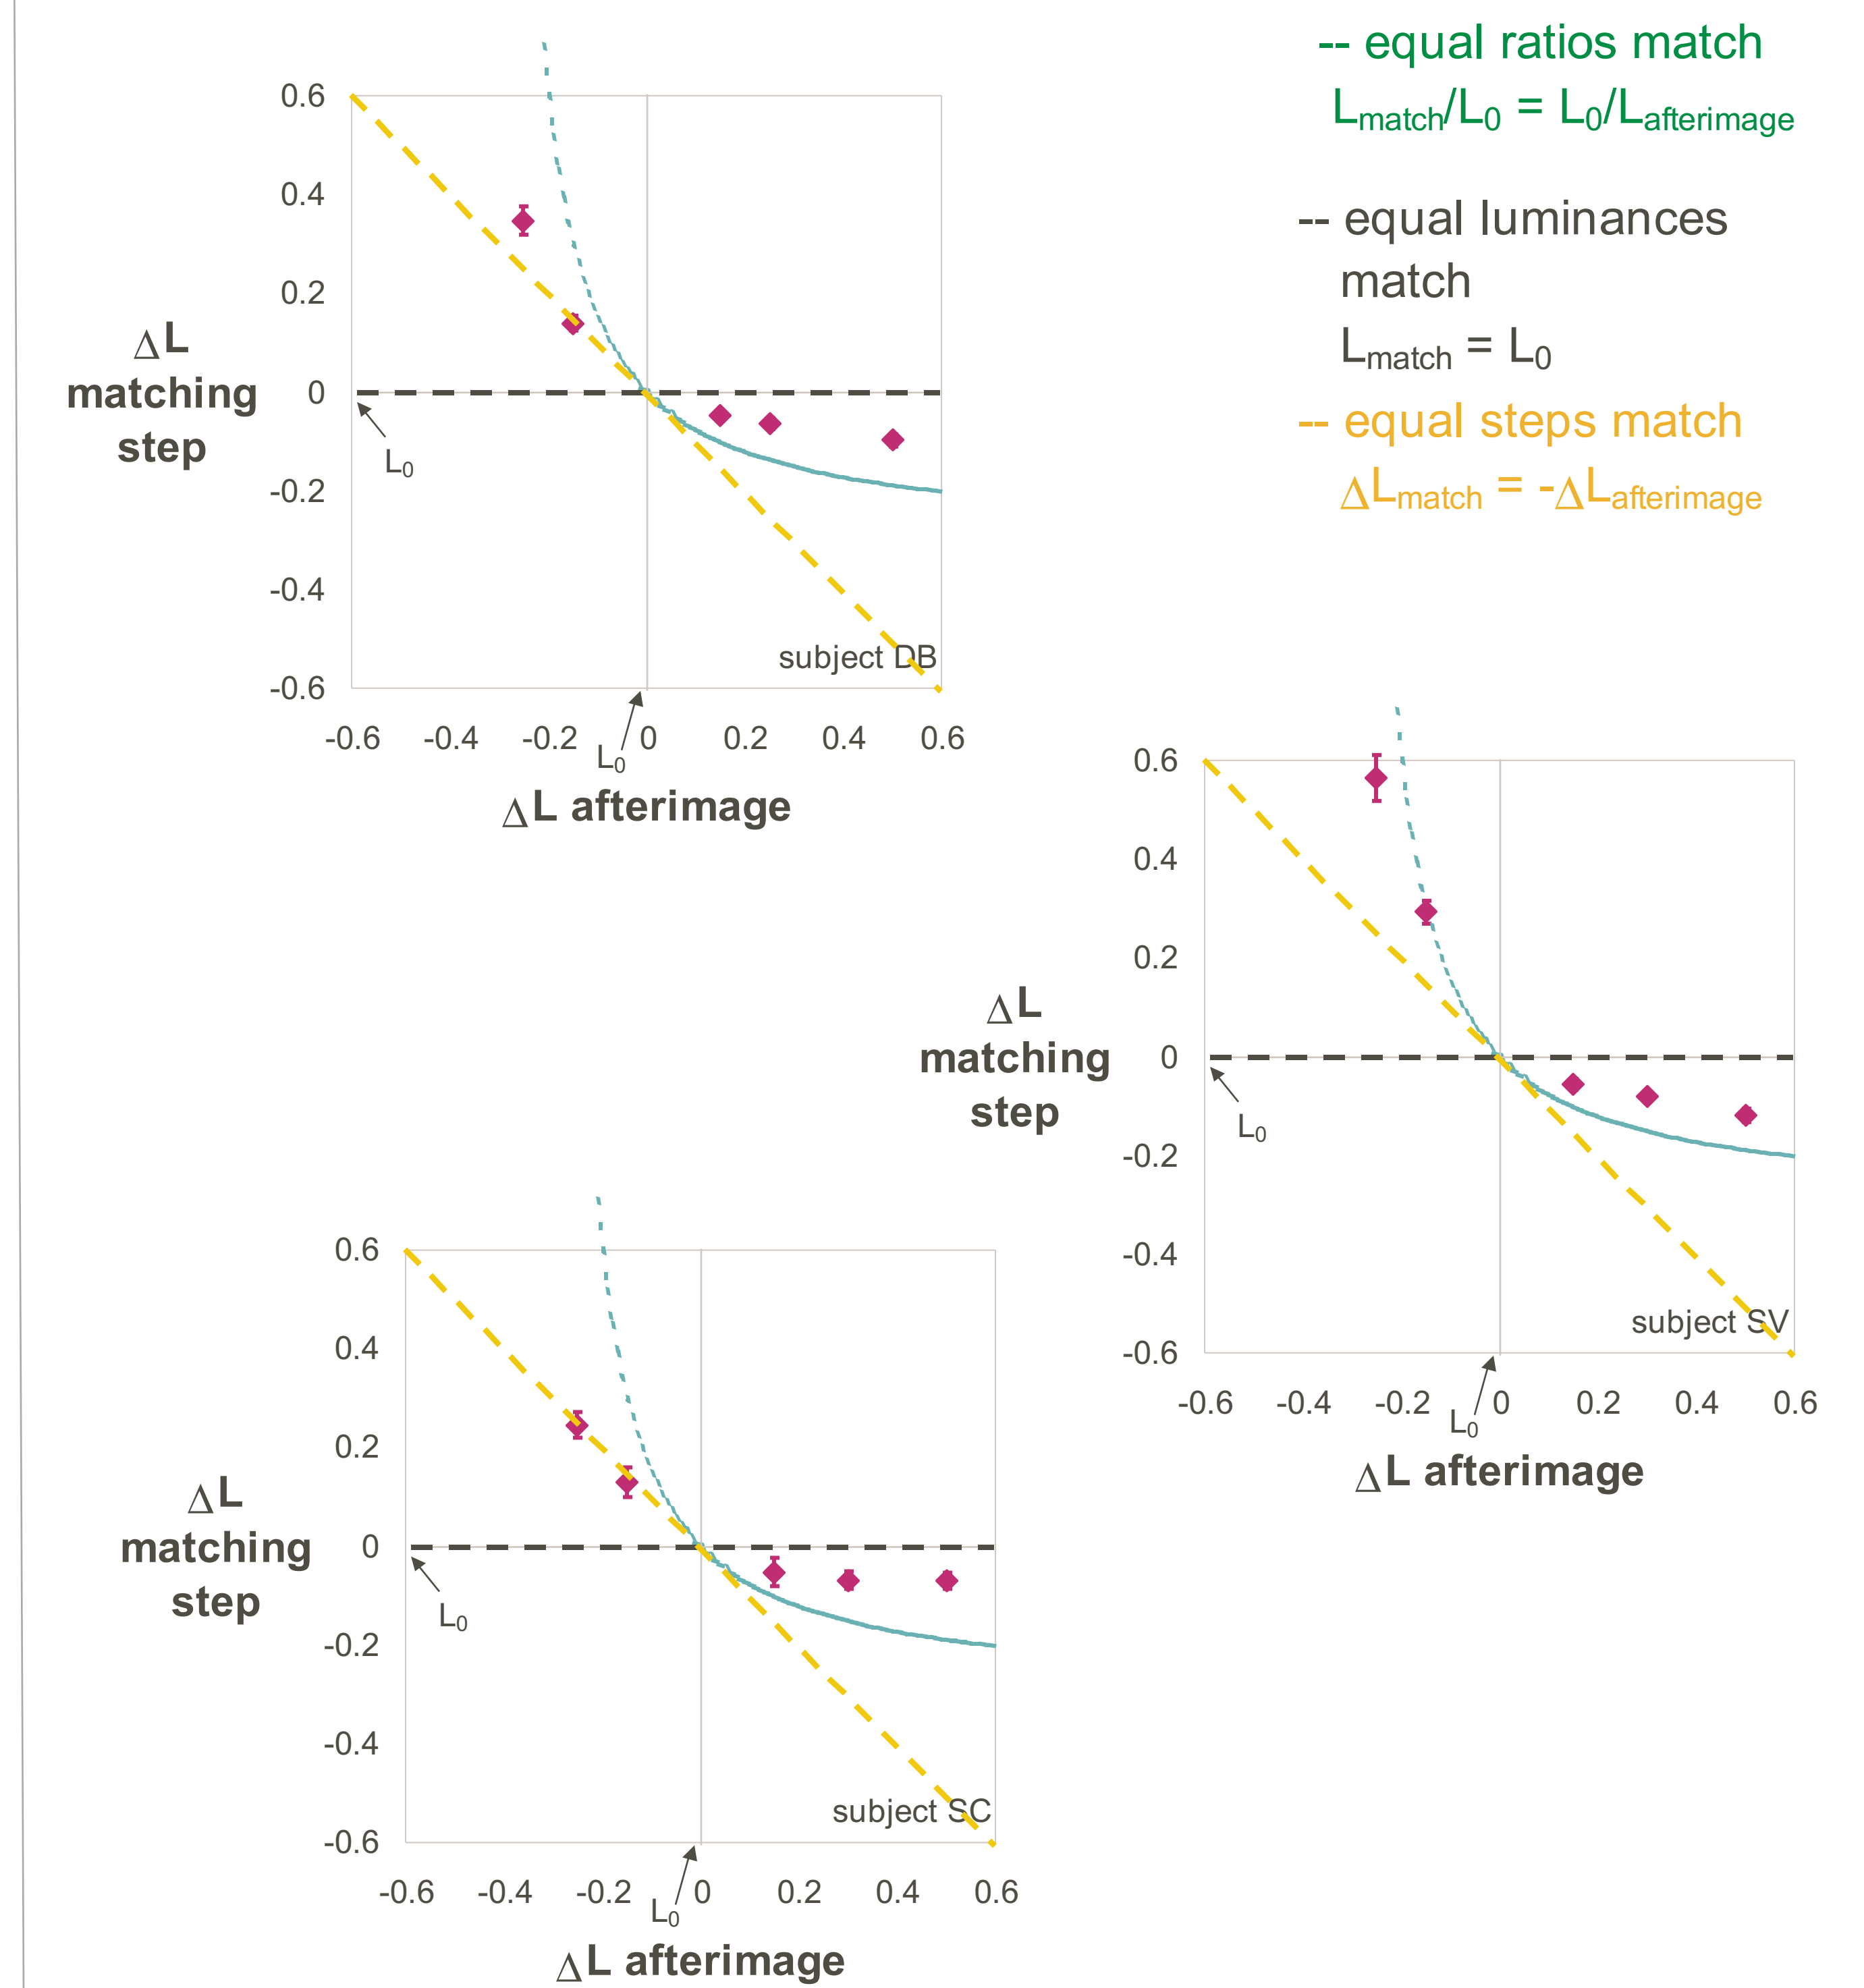 -- equal ratios match
Lmatch/L0 = L0/Lafterimage
-- equal luminances
match
Lmatch = L0
-- equal steps match
ΔLmatch = -ΔLafterimage
0.6
0.4
0.2
0
-0.2
-0.4
-0.6
ΔL
matching
step
L0
subject DB
-0.6 -0.4 -0.2 0 0.2 0.4 0.6
L0
ΔL afterimage
0.6
0.4
0.2
0
-0.2
-0.4
-0.6
ΔL
matching
step
L0
subject SV
-0.6 -0.4 -0.2 0 0.2 0.4 0.6
L0
ΔL afterimage
0.6
0.4
0.2
0
-0.2
-0.4
-0.6
ΔL
matching
step
L0
subject SC
-0.6 -0.4 -0.2 0 0.2 0.4 0.6
L0
ΔL afterimage